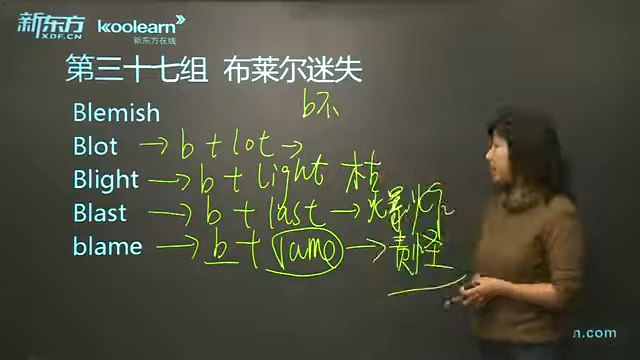 新东方 XDF.CN koolearn
新东方在线
第三十七组 布莱尔迷失
b不
Blemish
Blot → b + lot →
Blight → b + light 枯
Blast → b + last → 爆炸
blame → b + lame → 责怪
n.com